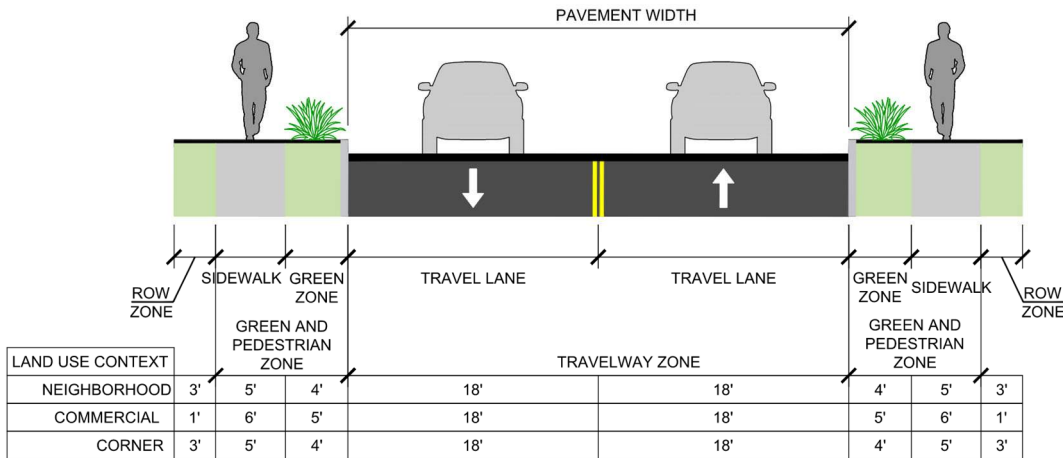 PAVEMENT WIDTH
ROW
ZONE
SIDEWALK
GREEN
ZONE
TRAVEL LANE
TRAVEL LANE
GREEN
ZONE
SIDEWALK
ROW
ZONE
GREEN AND
PEDESTRIAN
ZONE
TRAVELWAY ZONE
GREEN AND
PEDESTRIAN
ZONE
LAND USE CONTEXT
NEIGHBORHOOD 3' 5' 4' 18' 18' 4' 5' 3'
COMMERCIAL 1' 6' 5' 18' 18' 5' 6' 1'
CORNER 3' 5' 4' 18' 18' 4' 5' 3'